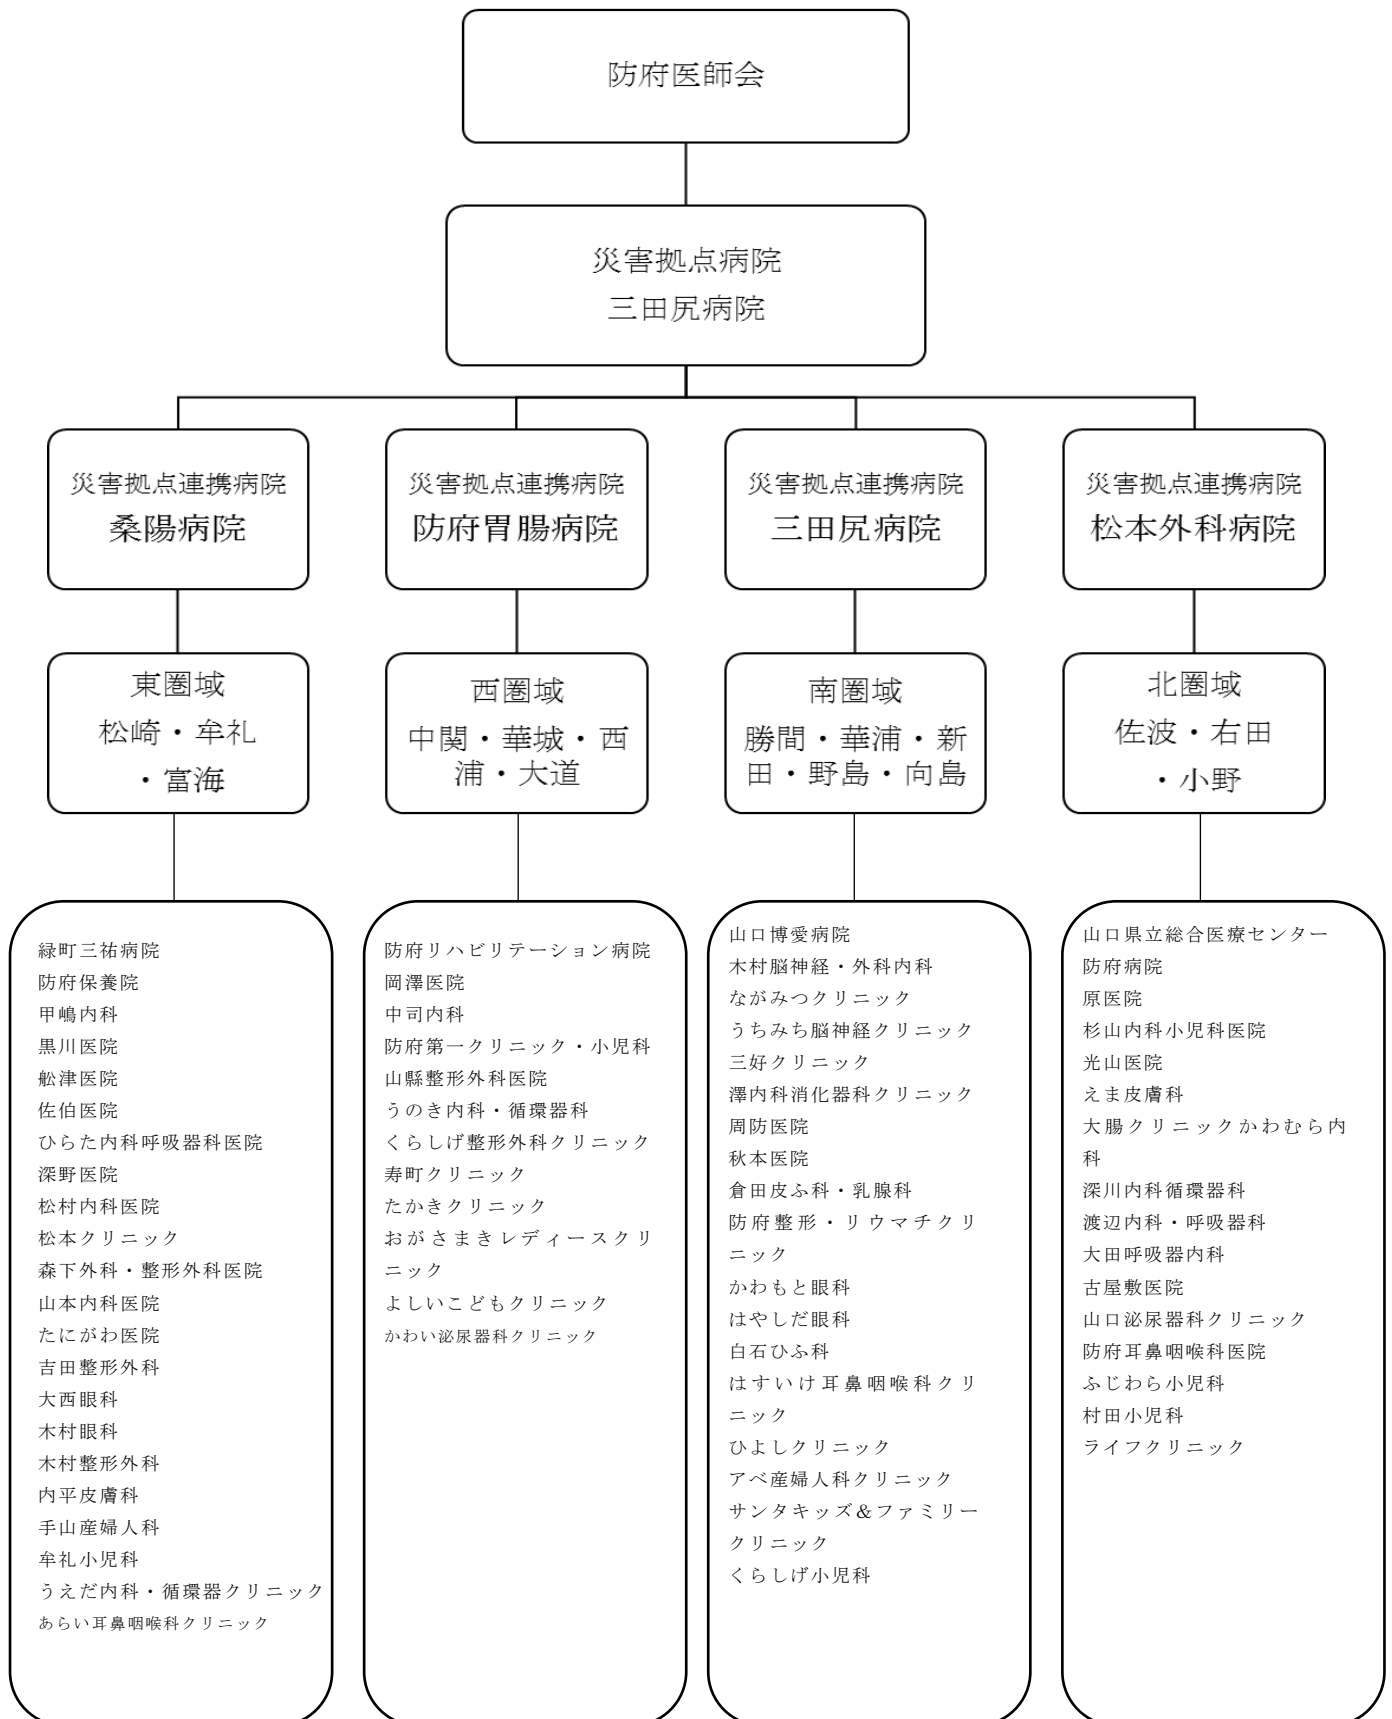 防府医師会
災害拠点病院
三田尻病院
災害拠点連携病院
桑陽病院
災害拠点連携病院
防府胃腸病院
災害拠点連携病院
三田尻病院
災害拠点連携病院
松本外科病院
東圏域
松崎・牟礼
・富海
西圏域
中関・華城・西
浦・大道
南圏域
勝間・華浦・新
田・野島・向島
北圏域
佐波・右田
・小野
緑町三祐病院
防府保養院
甲嶋内科
黒川医院
舩津医院
佐伯医院
ひらた内科呼吸器科医院
深野医院
松村内科医院
松本クリニック
森下外科・整形外科医院
山本内科医院
たにがわ医院
吉田整形外科
大西眼科
木村眼科
木村整形外科
内平皮膚科
手山産婦人科
牟礼小児科
うえだ内科・循環器クリニック
あらい耳鼻咽喉科クリニック
防府リハビリテーション病院
岡澤医院
中司内科
防府第一クリニック・小児科
山縣整形外科医院
うのき内科・循環器科
くらしげ整形外科クリニック
寿町クリニック
たかきクリニック
おがさまきレディースクリ
ニック
よしいこどもクリニック
かわい泌尿器科クリニック
山口博愛病院
木村脳神経・外科内科
ながみつクリニック
うちみち脳神経クリニック
三好クリニック
澤内科消化器科クリニック
周防医院
秋本医院
倉田皮ふ科・乳腺科
防府整形・リウマチクリ
ニック
かわもと眼科
はやしだ眼科
白石ひふ科
はすいけ耳鼻咽喉科クリ
ニック
ひよしクリニック
アベ産婦人科クリニック
サンタキッズ&ファミリー
クリニック
くらしげ小児科
山口県立総合医療センター
防府病院
原医院
杉山内科小児科医院
光山医院
えま皮膚科
大腸クリニックかわむら内
科
深川内科循環器科
渡辺内科・呼吸器科
大田呼吸器内科
古屋敷医院
山口泌尿器科クリニック
防府耳鼻咽喉科医院
ふじわら小児科
村田小児科
ライフクリニック